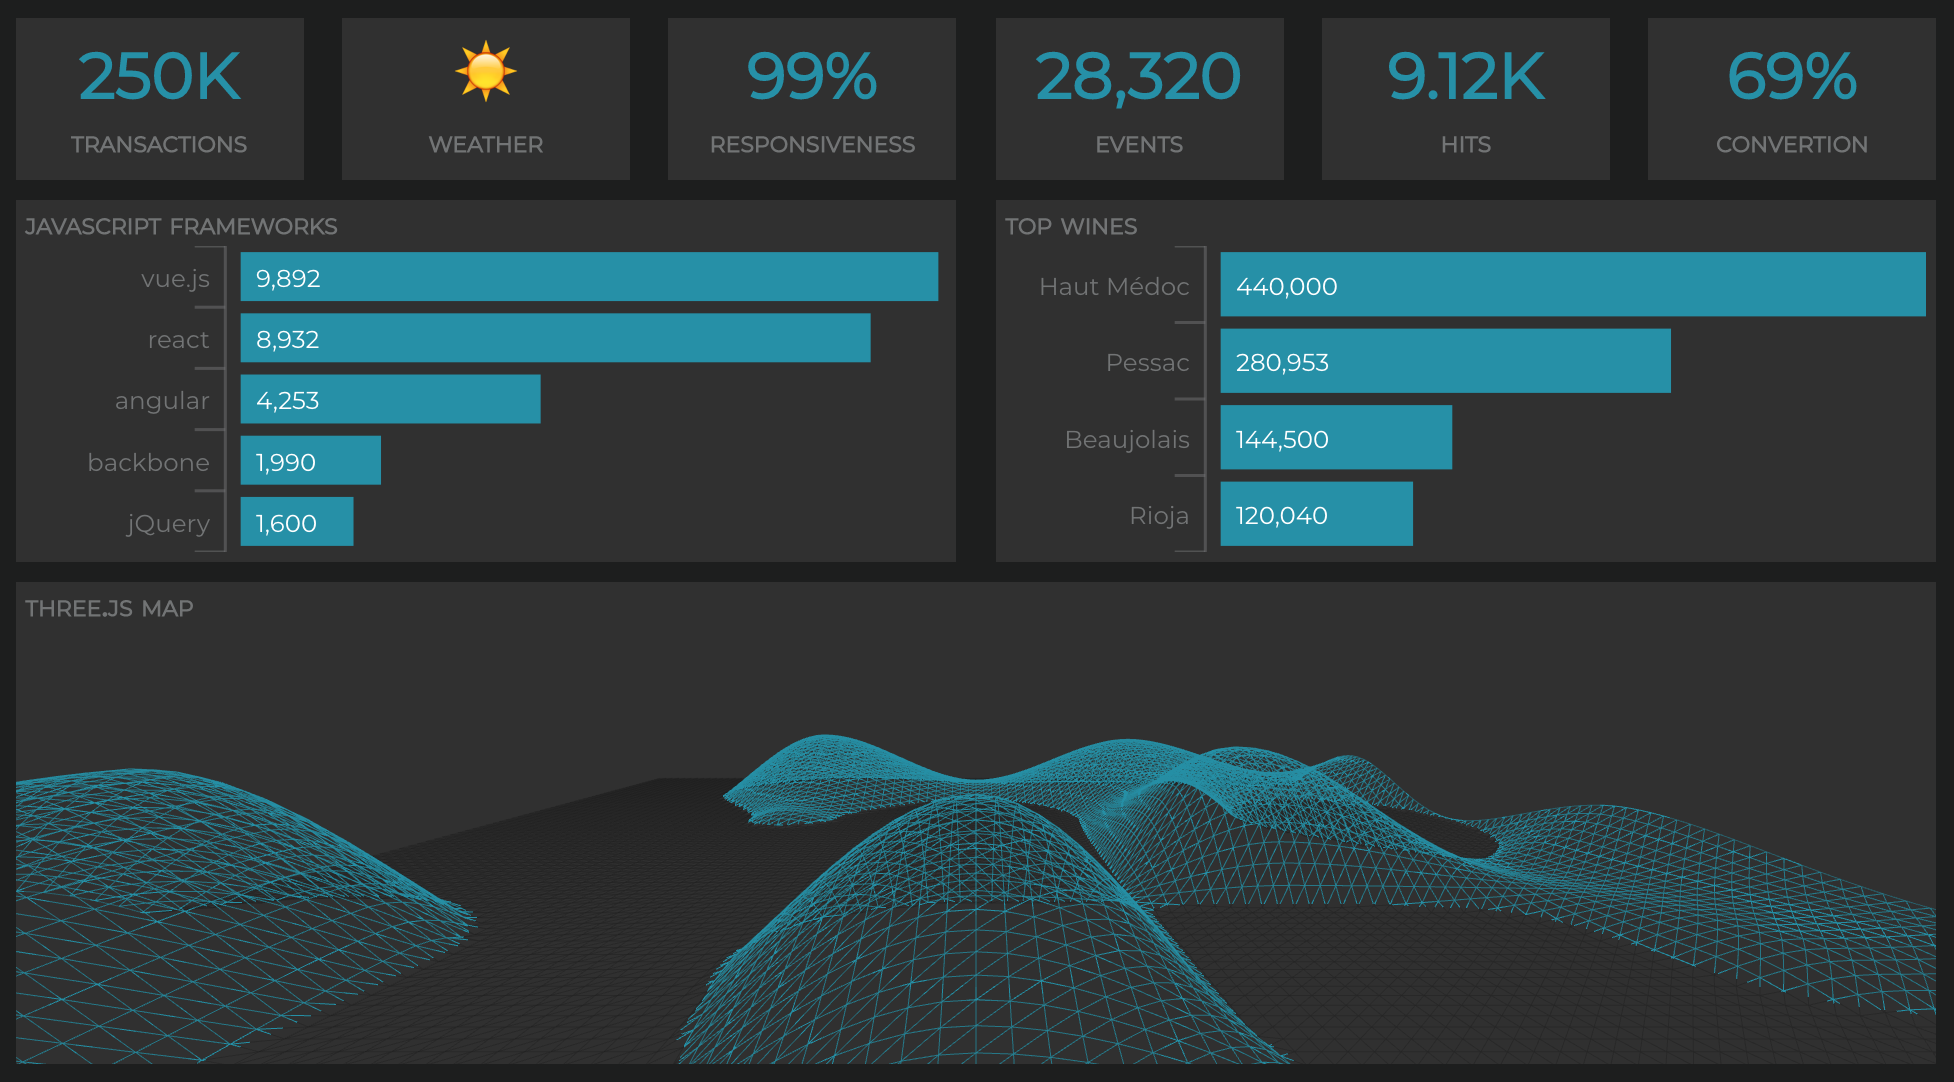 250K
TRANSACTIONS
WEATHER
99%
RESPONSIVENESS
28,320
EVENTS
9.12K
HITS
69%
CONVERTION
JAVASCRIPT FRAMEWORKS
vue.js 9,892
react 8,932
angular 4,253
backbone 1,990
jQuery 1,600
TOP WINES
Haut Médoc 440,000
Pessac 280,953
Beaujolais 144,500
Rioja 120,040
THREE.JS MAP